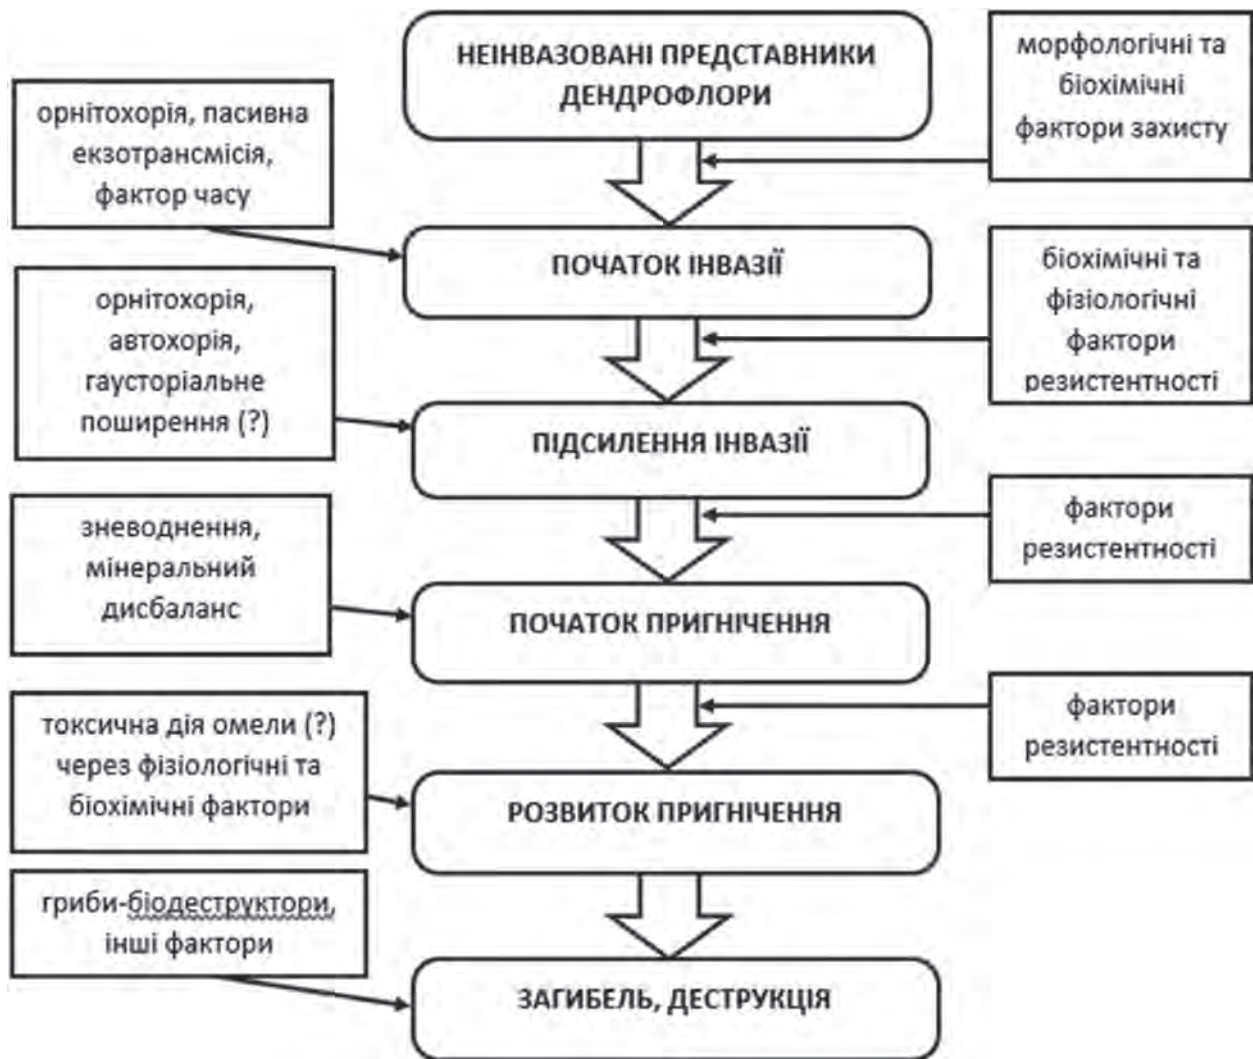 НЕІНВАЗОВАНІ ПРЕДСТАВНИКИ
ДЕНДРОФЛОРИ
морфологічні та
біохімічні
фактори захисту
орнітохорія, пасивна
екзотрансмісія,
фактор часу
ПОЧАТОК ІНВАЗІЇ
біохімічні та
фізіологічні
фактори
резистентності
орнітохорія,
автохорія,
гаусторіальне
поширення (?)
ПІДСИЛЕННЯ ІНВАЗІЇ
фактори
резистентності
зневоднення,
мінеральний
дисбаланс
ПОЧАТОК ПРИГНІЧЕННЯ
фактори
резистентності
токсична дія омели (?)
через фізіологічні та
біохімічні фактори
РОЗВИТОК ПРИГНІЧЕННЯ
гриби-біодеструктори,
інші фактори
ЗАГИБЕЛЬ, ДЕСТРУКЦІЯ